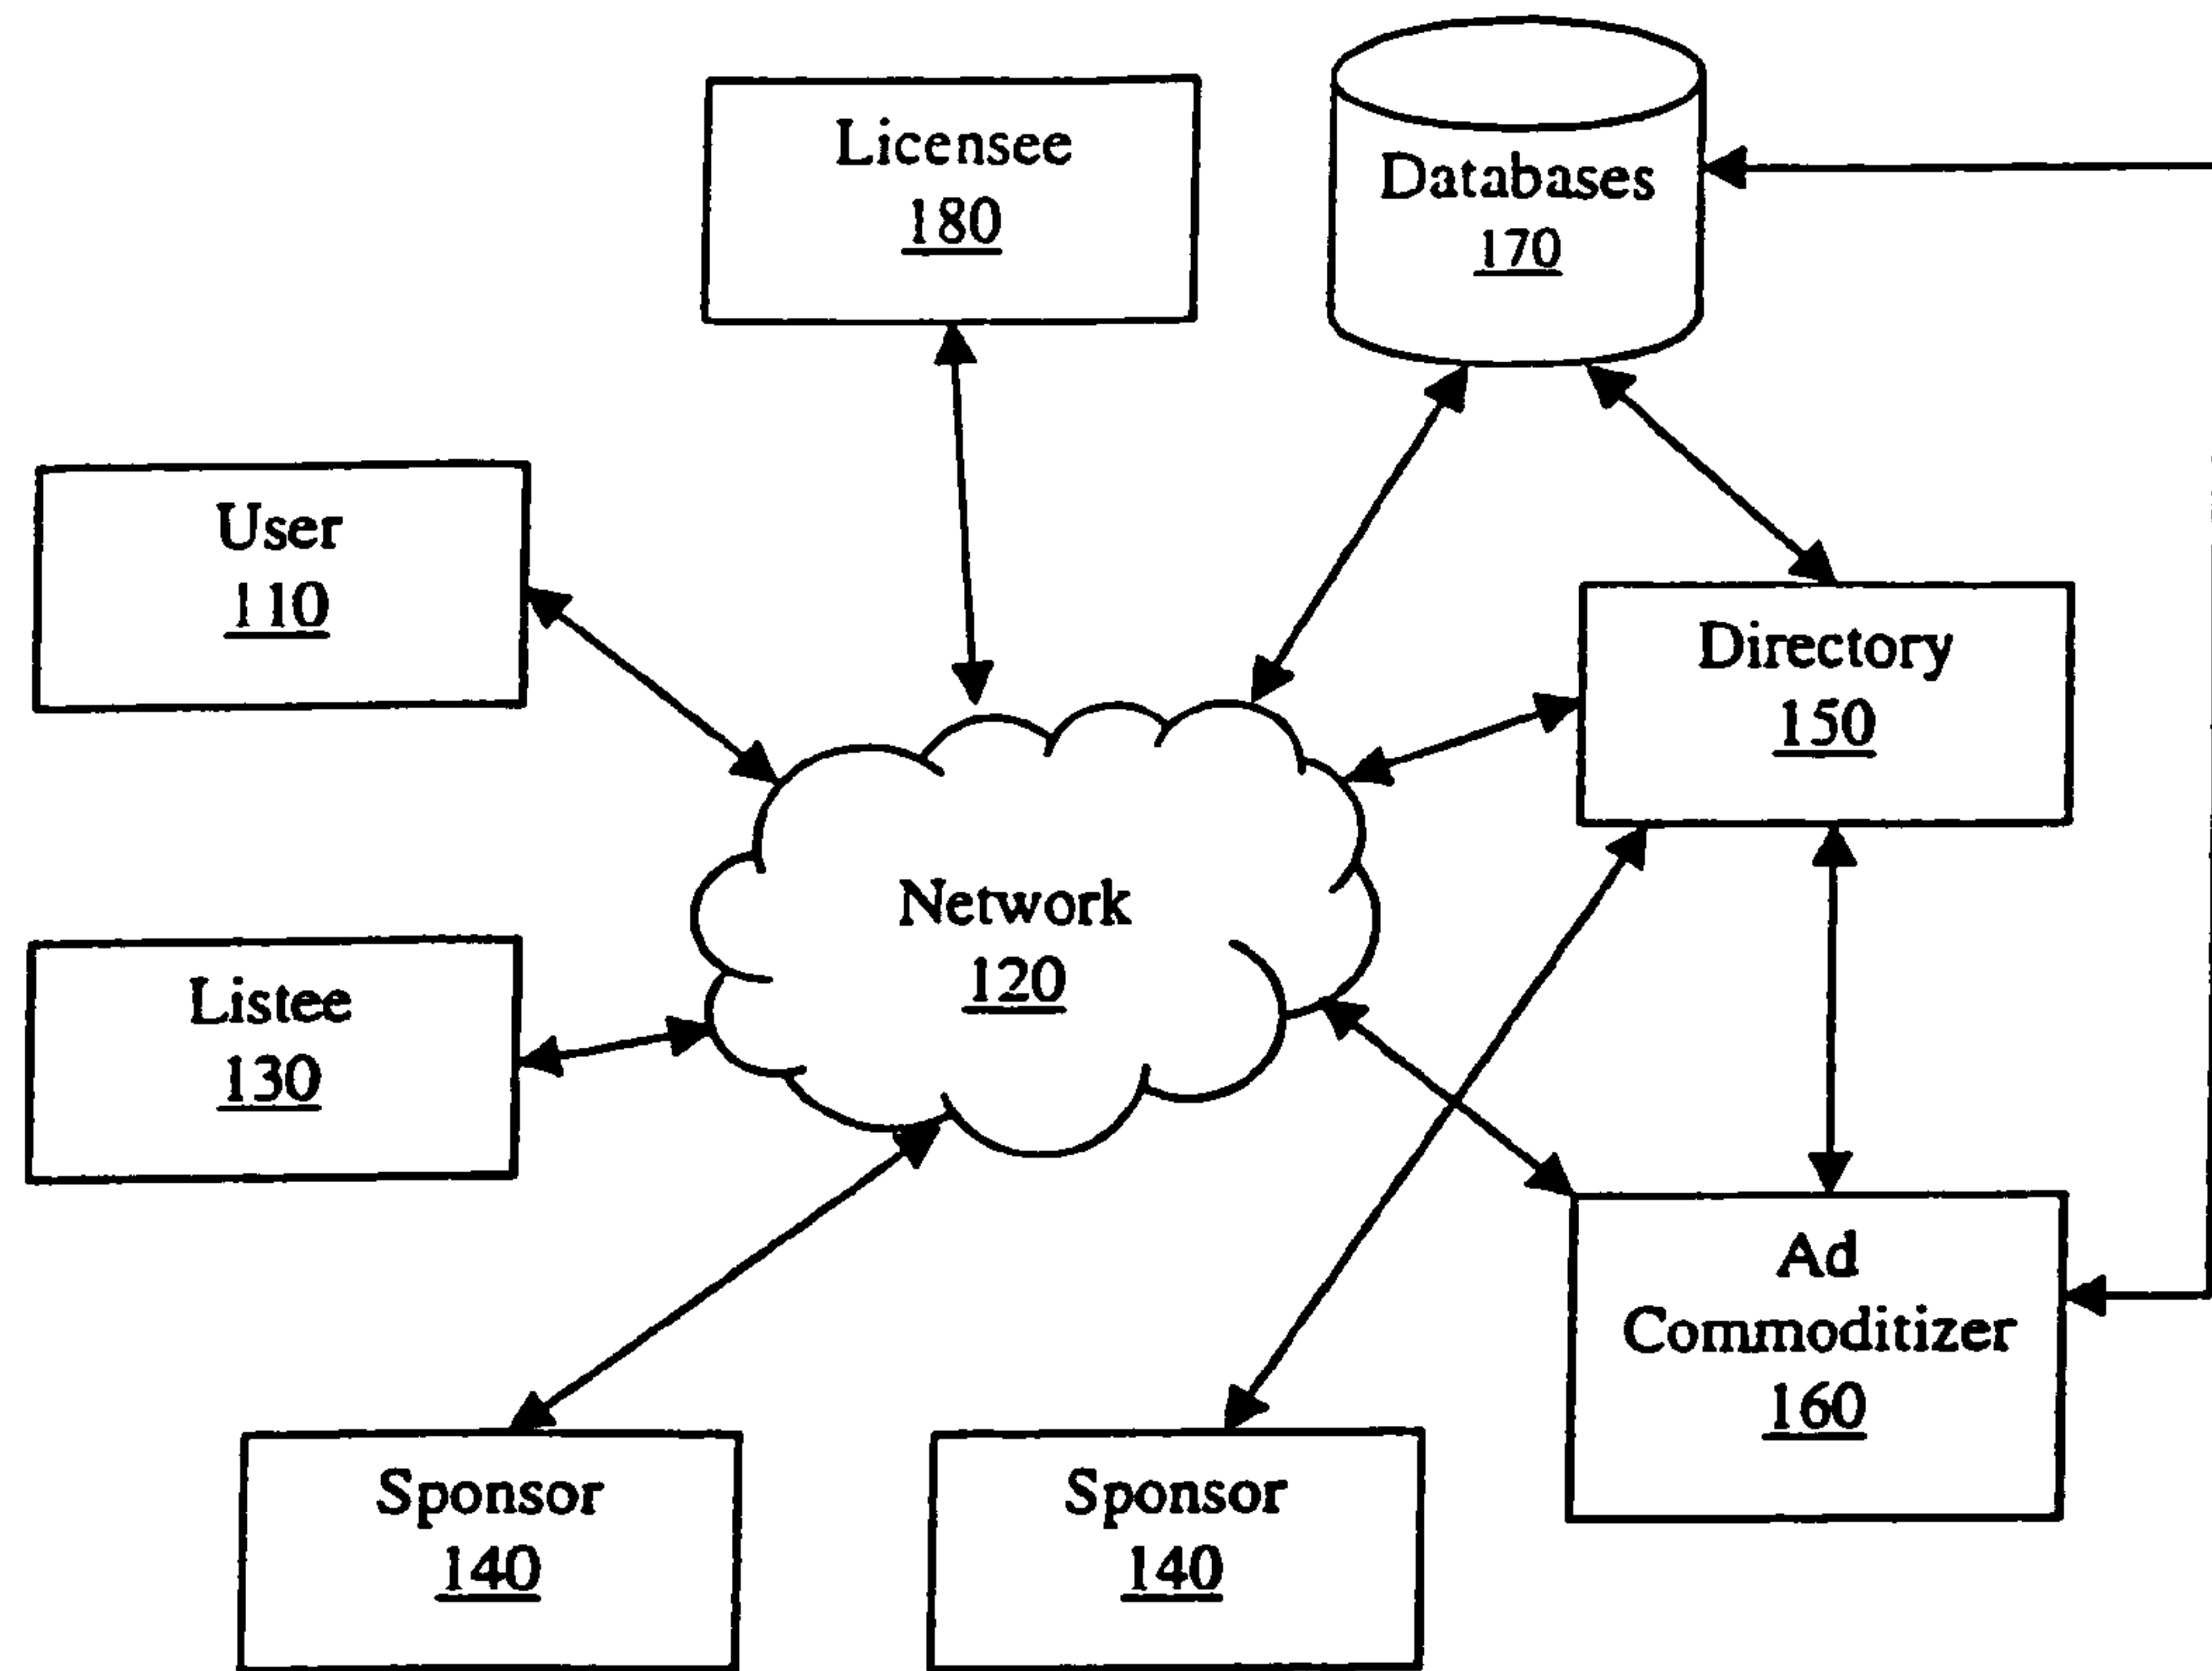 Licensee
180
Databases
170
User
110
Directory
150
Network
120
Listee
130
Ad
Commoditizer
160
Sponsor
140
Sponsor
140